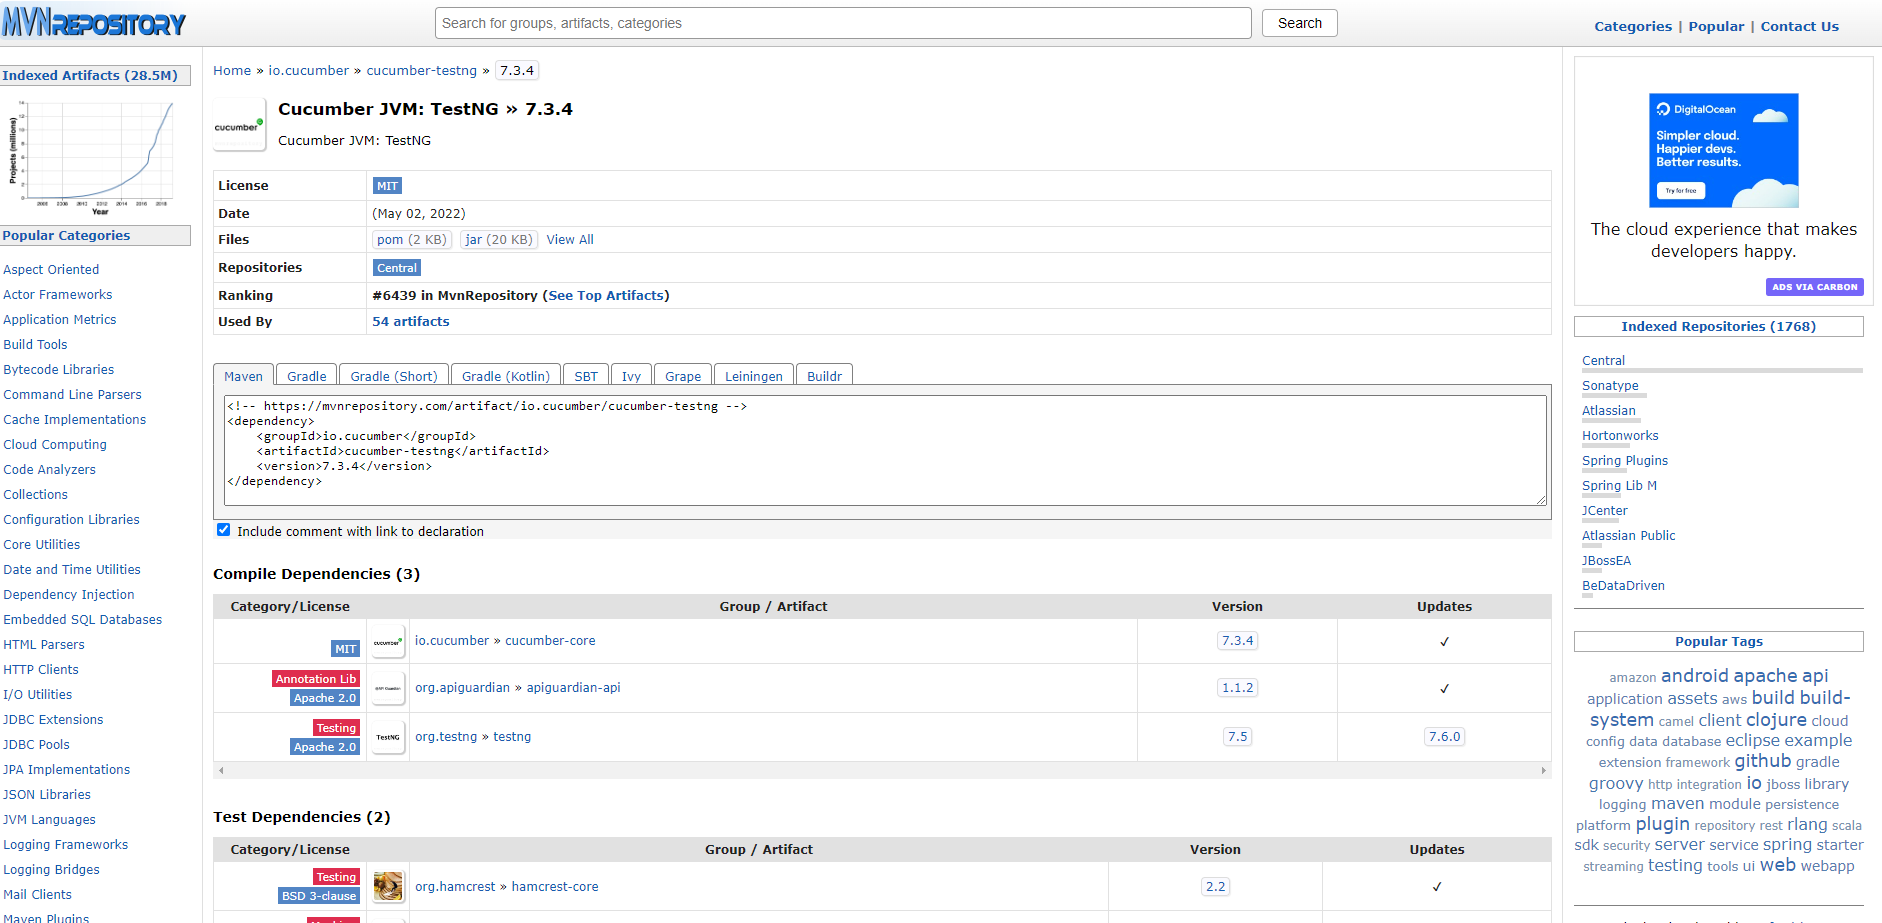 MVNREPOSITORY
Search for groups, artifacts, categories
Search
Categories | Popular | Contact Us
Indexed Artifacts (28.5M)
Projects (millions)
Year
Popular Categories
Aspect Oriented
Actor Frameworks
Application Metrics
Build Tools
Bytecode Libraries
Command Line Parsers
Cache Implementations
Cloud Computing
Code Analyzers
Collections
Configuration Libraries
Core Utilities
Date and Time Utilities
Dependency Injection
Embedded SQL Databases
HTML Parsers
HTTP Clients
I/O Utilities
JDBC Extensions
JDBC Pools
JPA Implementations
JSON Libraries
JVM Languages
Logging Frameworks
Logging Bridges
Mail Clients
Maven Plugins
Home » io.cucumber » cucumber-testng » 7.3.4
cucumber
Cucumber JVM: TestNG » 7.3.4
Cucumber JVM: TestNG
License MIT
Date (May 02, 2022)
Files pom (2 KB) jar (20 KB) View All
Repositories Central
Ranking #6439 in MvnRepository (See Top Artifacts)
Used By 54 artifacts
Maven Gradle Gradle (Short) Gradle (Kotlin) SBT Ivy Grape Leiningen Buildr
<!-- https://mvnrepository.com/artifact/io.cucumber/cucumber-testng -->
<dependency>
    <groupId>io.cucumber</groupId>
    <artifactId>cucumber-testng</artifactId>
    <version>7.3.4</version>
</dependency>
Include comment with link to declaration
Compile Dependencies (3)
Category/License Group / Artifact Version Updates
MIT cucumber io.cucumber » cucumber-core 7.3.4 ✓
Annotation Lib
Apache 2.0 org.apiguardian » apiguardian-api 1.1.2 ✓
Testing
Apache 2.0 TestNG org.testng » testng 7.5 7.6.0
Test Dependencies (2)
Category/License Group / Artifact Version Updates
Testing
BSD 3-clause org.hamcrest » hamcrest-core 2.2 ✓
DigitalOcean
Simpler cloud.
Happier devs.
Better results.
Try for free
The cloud experience that makes
developers happy.
ADS VIA CARBON
Indexed Repositories (1768)
Central
Sonatype
Atlassian
Hortonworks
Spring Plugins
Spring Lib M
JCenter
Atlassian Public
JBossEA
BeDataDriven
Popular Tags
amazon android apache api
application assets aws build build-
system camel client clojure cloud
config data database eclipse example
extension framework github gradle
groovy http integration io jboss library
logging maven module persistence
platform plugin repository rest rlang scala
sdk security server service spring starter
streaming testing tools ui web webapp